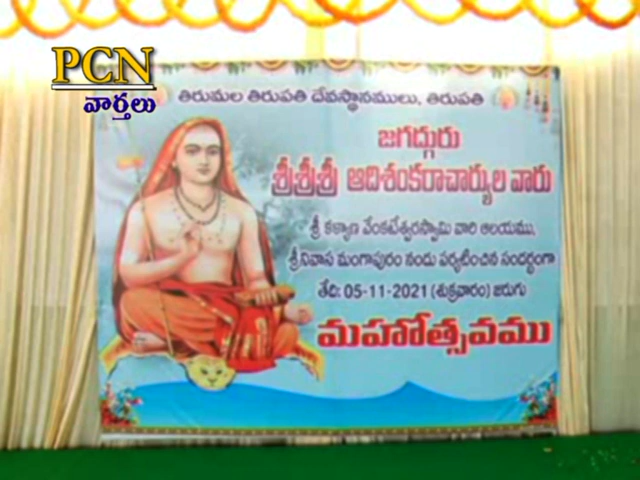 PCN
వార్తలు
తిరుమల తిరుపతి దేవస్థానములు, తిరుపతి
జగద్గురు
శ్రీశ్రీశ్రీ ఆదిశంకరాచార్యుల వారు
శ్రీ కళ్యాణ వేంకటేశ్వరస్వామి వారి ఆలయము,
శ్రీనివాస మంగాపురం నందు పర్యటించిన సందర్భంగా
తేది: 05-11-2021 (శుక్రవారం) జరుగు
మహోత్సవము